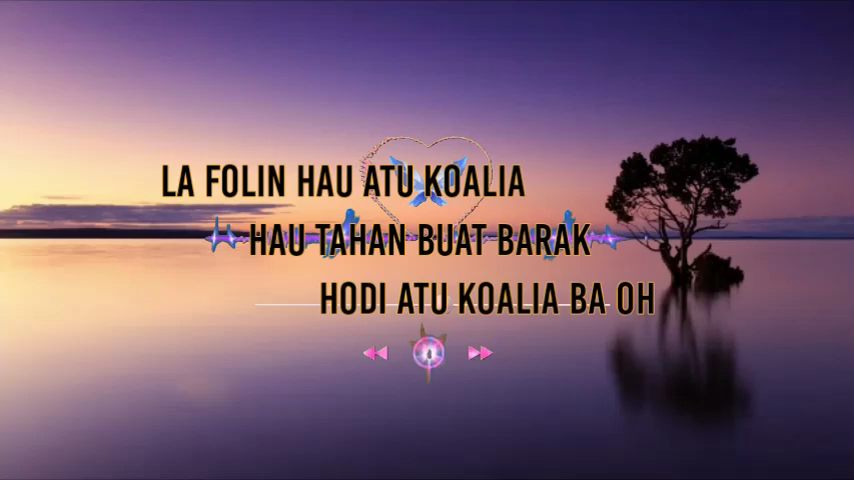 LA FOLIN HAU ATU KOALIA
HAU TAHAN BUAT BARAK
HODI ATU KOALIA BA OH